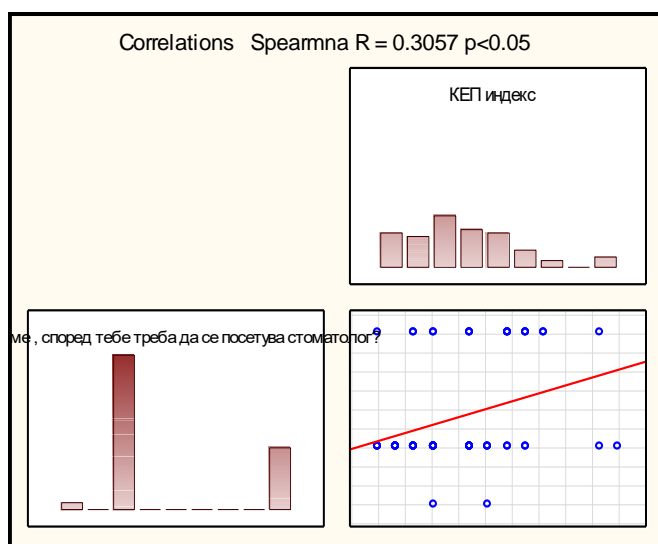 Correlations Spearmna R = 0.3057 p<0.05
КЕП индекс
ме , според тебе треба да се посетува стоматолог?